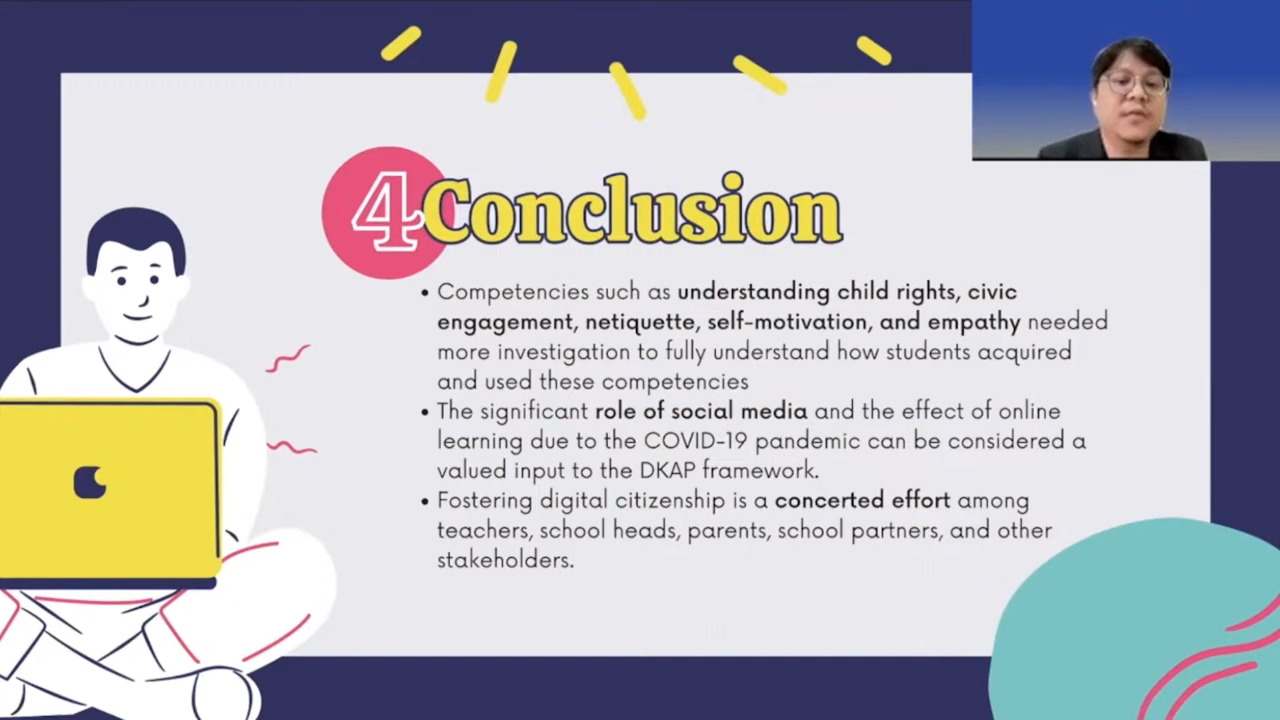 4 Conclusion
• Competencies such as understanding child rights, civic
engagement, netiquette, self-motivation, and empathy needed
more investigation to fully understand how students acquired
and used these competencies
• The significant role of social media and the effect of online
learning due to the COVID-19 pandemic can be considered a
valued input to the DKAP framework.
• Fostering digital citizenship is a concerted effort among
teachers, school heads, parents, school partners, and other
stakeholders.